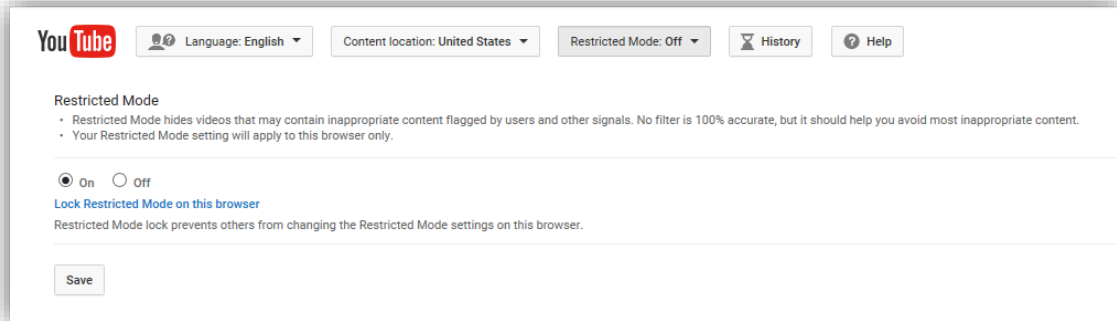 YouTube Language: English Content location: United States Restricted Mode: Off History Help
Restricted Mode
· Restricted Mode hides videos that may contain inappropriate content flagged by users and other signals. No filter is 100% accurate, but it should help you avoid most inappropriate content.
· Your Restricted Mode setting will apply to this browser only.
On Off
Lock Restricted Mode on this browser
Restricted Mode lock prevents others from changing the Restricted Mode settings on this browser.
Save